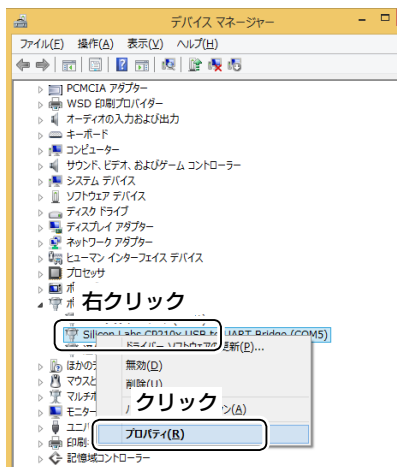 デバイス マネージャー
ファイル(F) 操作(A) 表示(V) ヘルプ(H)
PCMCIA アダプター
WSD 印刷プロバイダー
オーディオの入力および出力
キーボード
コンピューター
サウンド、ビデオ、およびゲーム コントローラー
システム デバイス
ソフトウェア デバイス
ディスク ドライブ
ディスプレイ アダプター
ネットワーク アダプター
ヒューマン インターフェイス デバイス
プロセッサ
ポ
ポ
右クリック
Silicon Labs CP210x USB to UART Bridge (COM5)
ドライバー ソフトウェアの更新(P)...
ほかの
無効(D)
マウスと
削除(U)
マルチ
クリック
モニター
(A)
ユニバ
プロパティ(R)
印刷
記憶域コントローラー